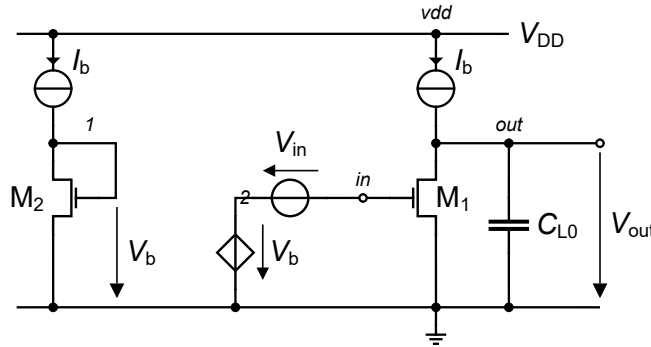 vdd
V_DD
I_b
I_b
1
out
V_in
in
M_2
2
M_1
C_L0
V_out
V_b
V_b